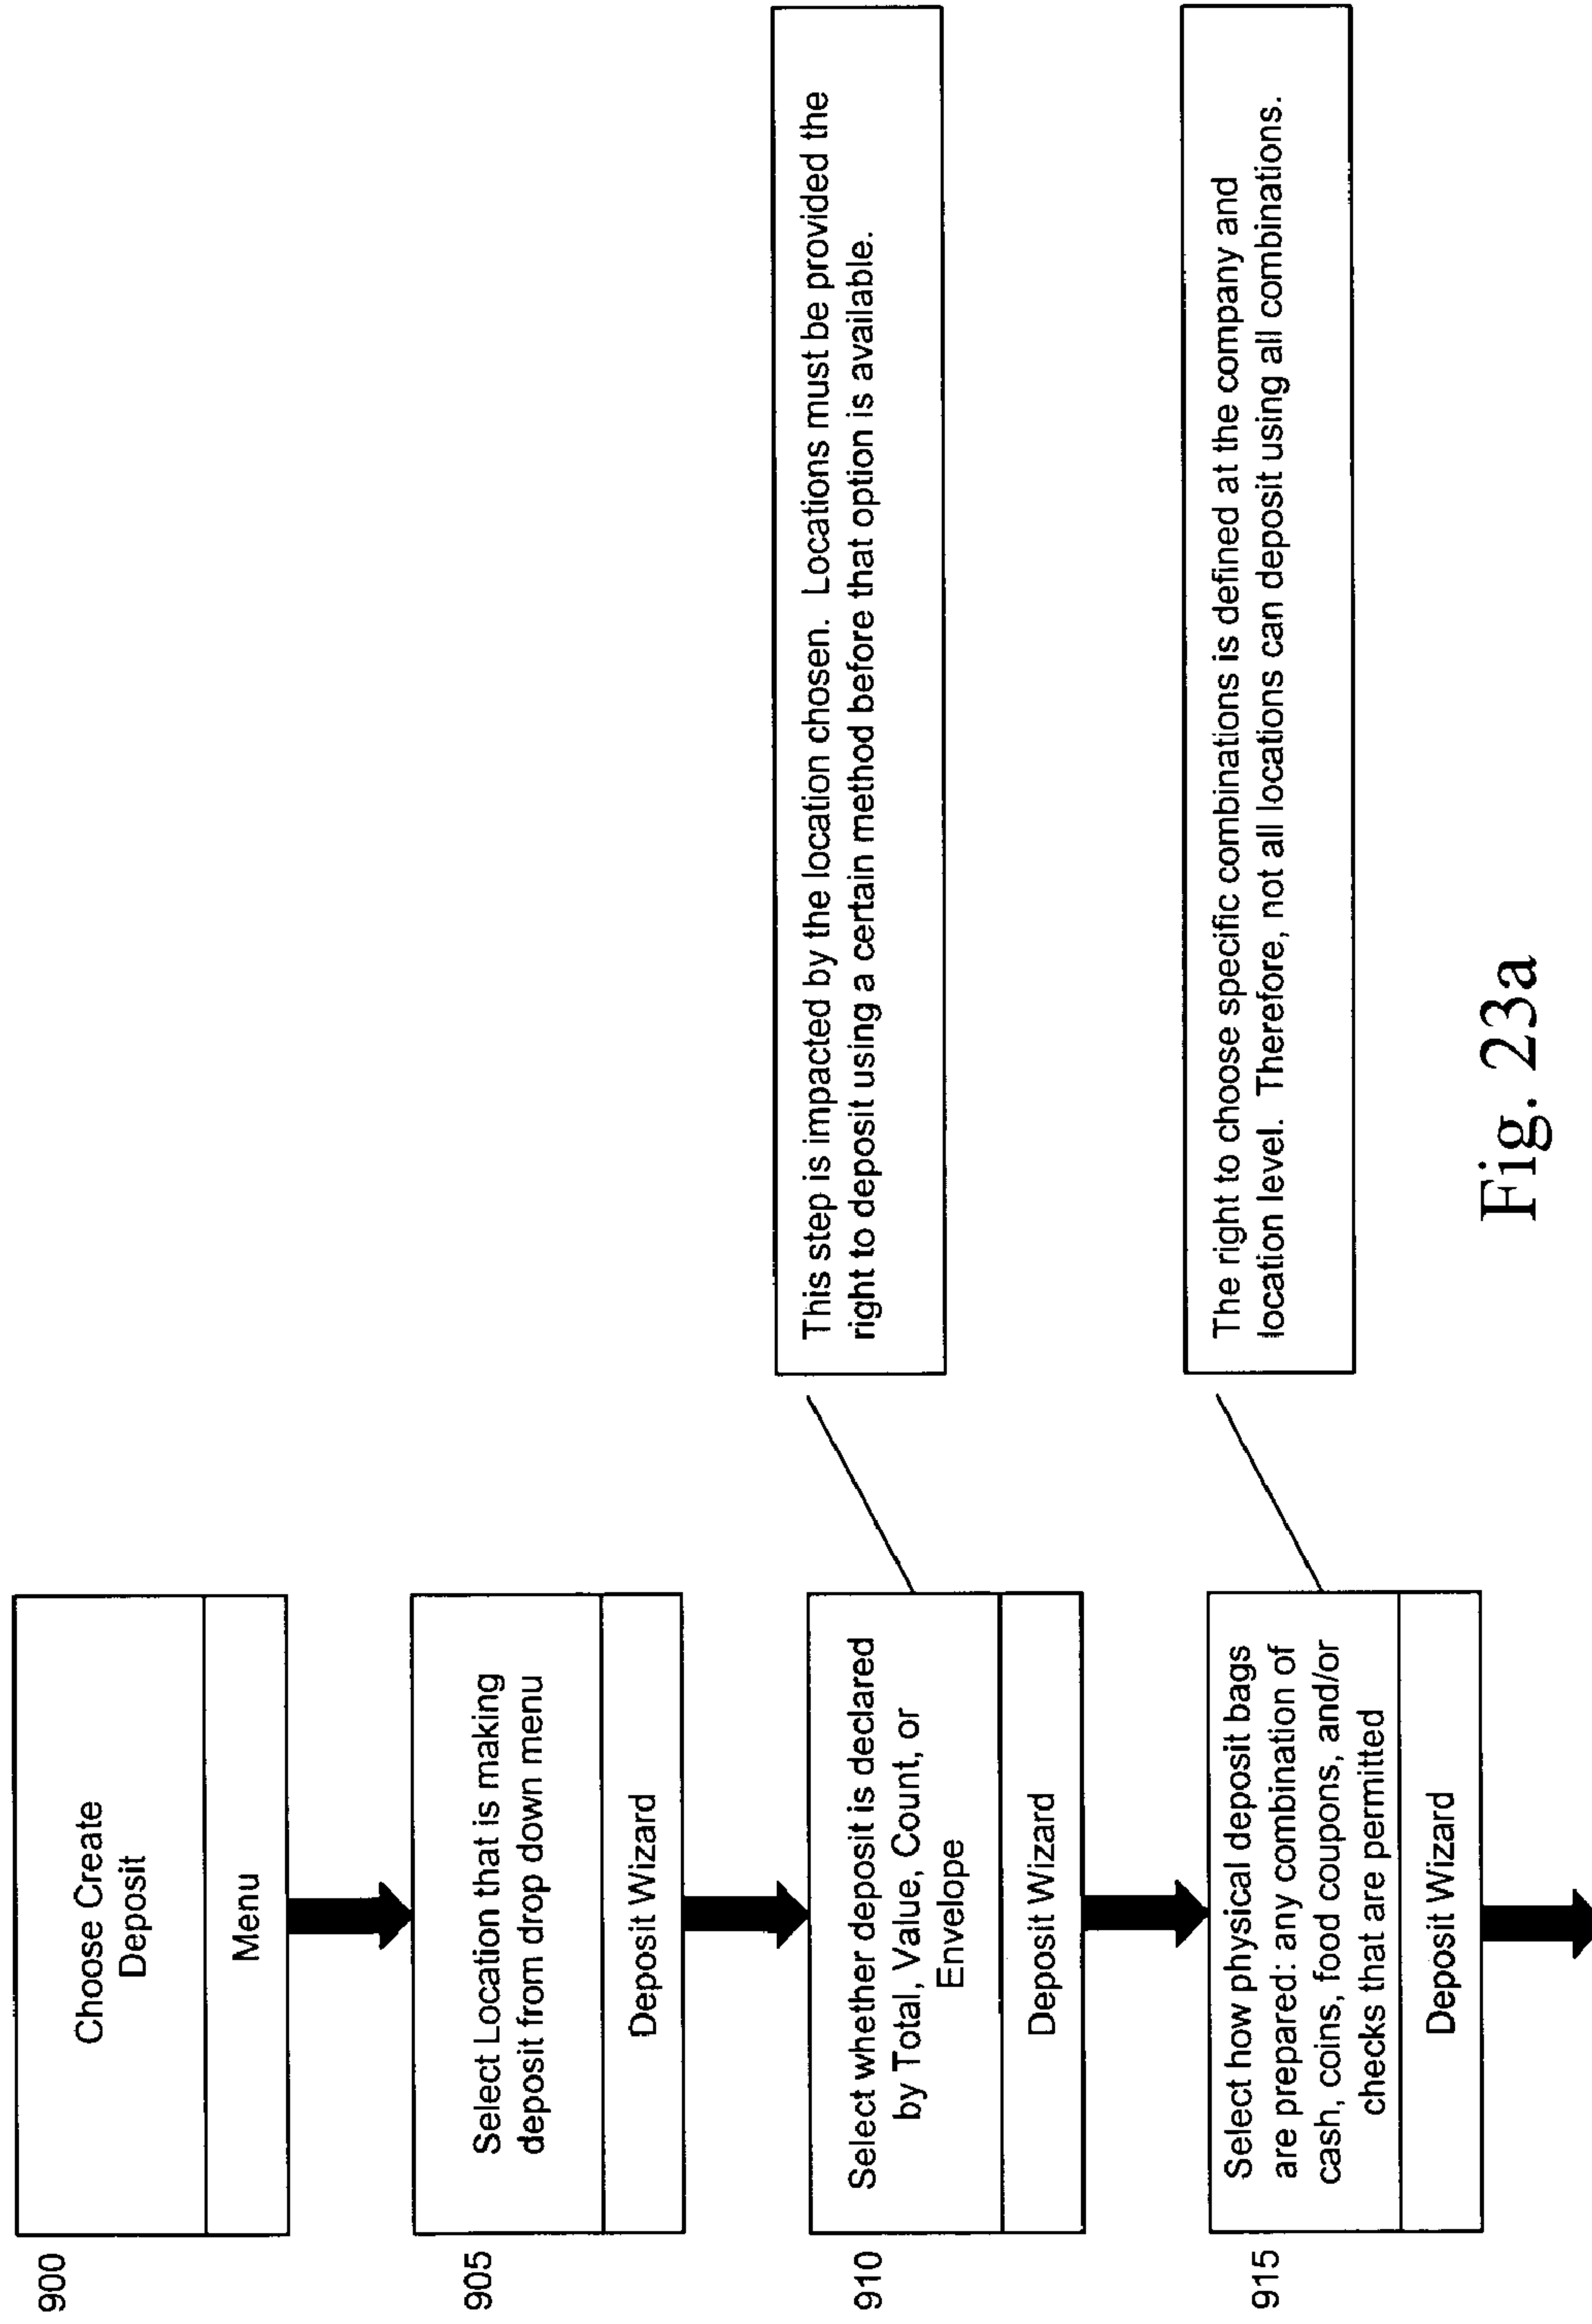 900
Choose Create
Deposit
Menu
905
Select Location that is making
deposit from drop down menu
Deposit Wizard
910
Select whether deposit is declared
by Total, Value, Count, or
Envelope
Deposit Wizard
This step is impacted by the location chosen. Locations must be provided the
right to deposit using a certain method before that option is available.
915
Select how physical deposit bags
are prepared: any combination of
cash, coins, food coupons, and/or
checks that are permitted
Deposit Wizard
The right to choose specific combinations is defined at the company and
location level. Therefore, not all locations can deposit using all combinations.
Fig. 23a